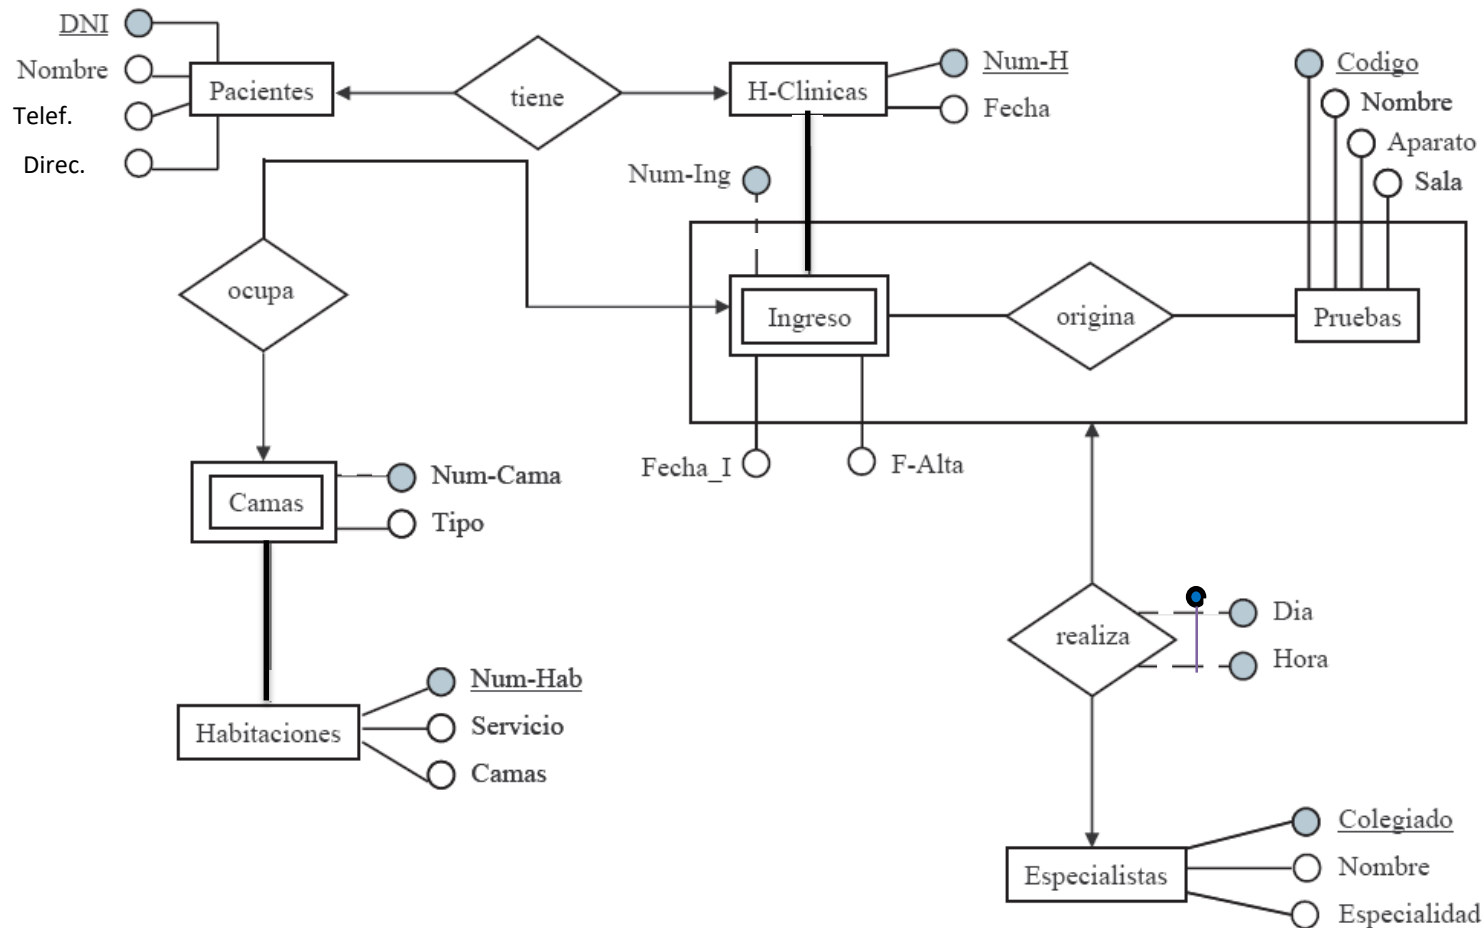 DNI
Nombre
Telef.
Direc.
Pacientes
tiene
H-Clinicas
Num-H
Fecha
Codigo
Nombre
Aparato
Sala
Num-Ing
ocupa
Ingreso
origina
Pruebas
Fecha_I
F-Alta
Camas
Num-Cama
Tipo
realiza
Dia
Hora
Habitaciones
Num-Hab
Servicio
Camas
Especialistas
Colegiado
Nombre
Especialidad